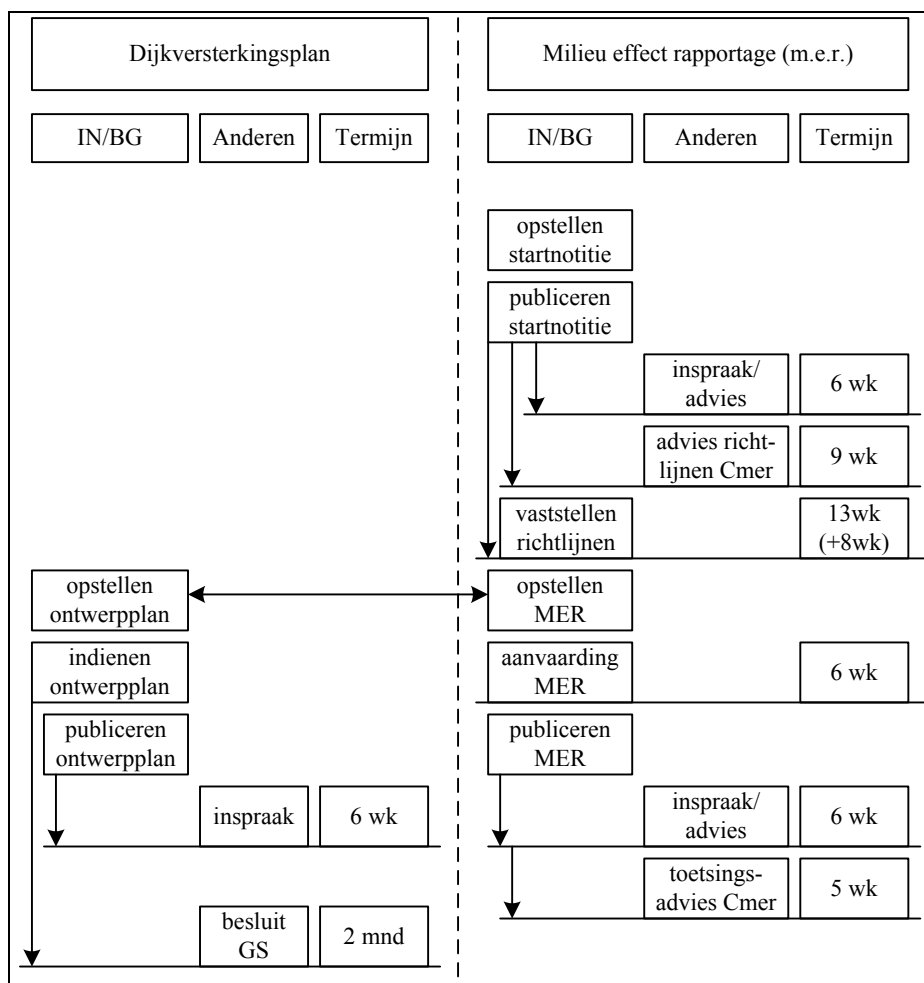 Dijkversterkingsplan
Milieu effect rapportage (m.e.r.)
IN/BG
Anderen
Termijn
IN/BG
Anderen
Termijn
opstellen
startnotitie
publiceren
startnotitie
inspraak/
advies
6 wk
advies richt-
lijnen Cmer
9 wk
vaststellen
richtlijnen
13wk
(+8wk)
opstellen
ontwerpplan
opstellen
MER
indienen
ontwerpplan
aanvaarding
MER
6 wk
publiceren
ontwerpplan
publiceren
MER
inspraak
6 wk
inspraak/
advies
6 wk
toetsings-
advies Cmer
5 wk
besluit
GS
2 mnd